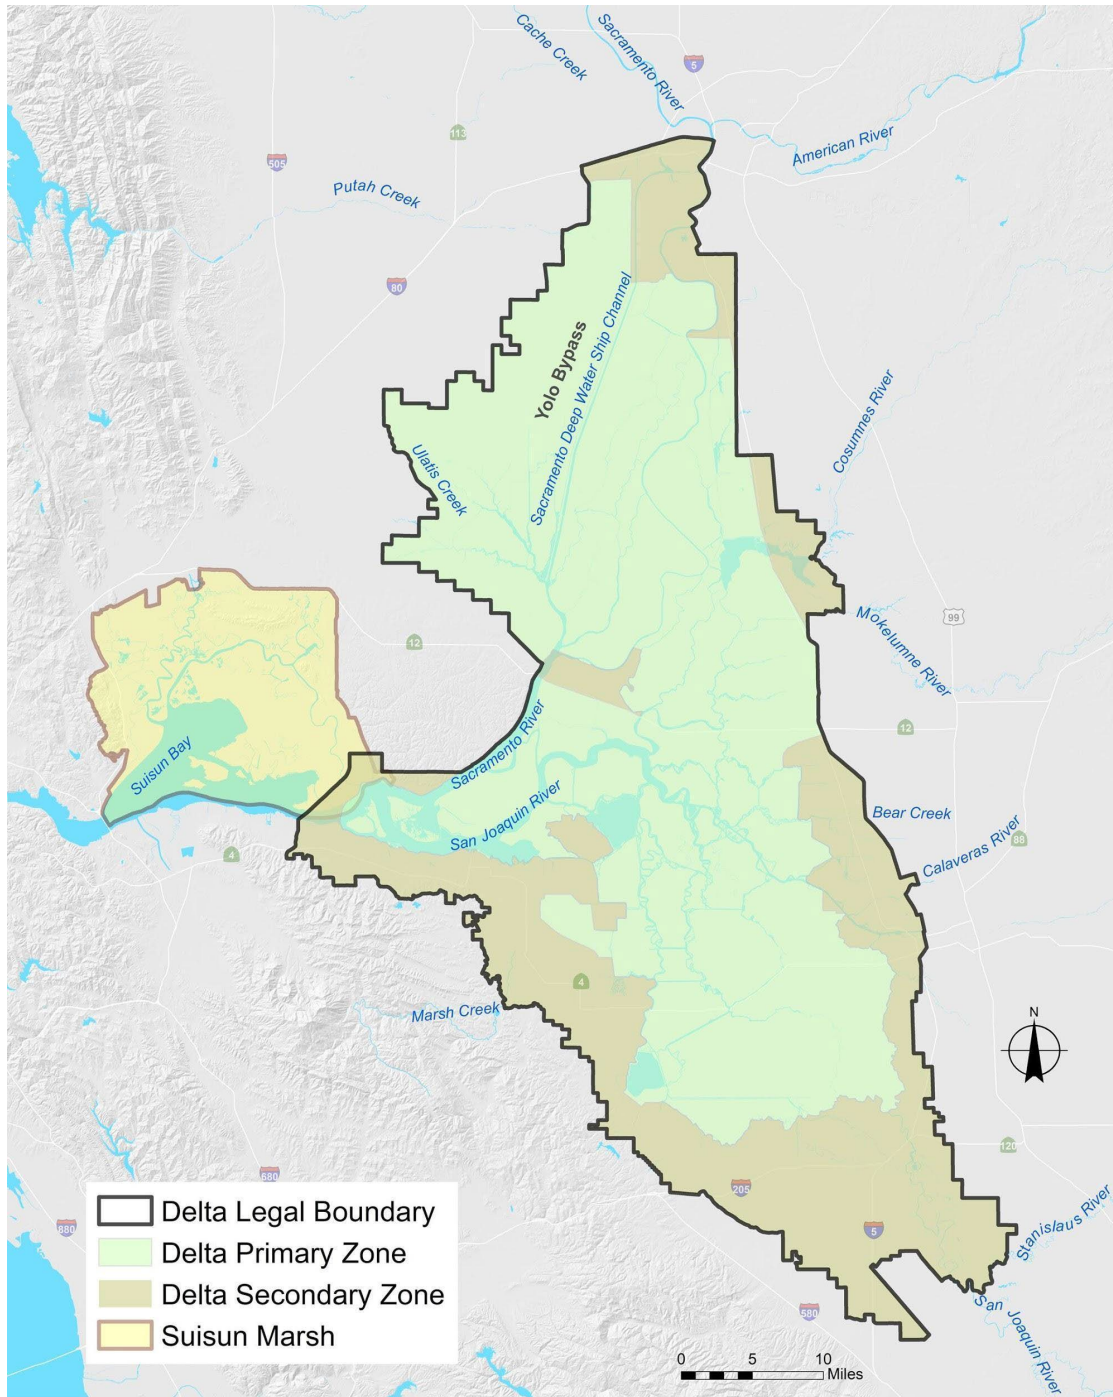 Cache Creek
Sacramento River
5
American River
113
505
Putah Creek
80
Sacramento Deep Water Ship Channel
Yolo Bypass
Cosumnes River
Ulatis Creek
Mokelumne River
99
12
Sacramento River
12
Suisun Bay
San Joaquin River
Bear Creek
Calaveras River
88
4
4
Marsh Creek
N
120
680
205
Stanislaus River
880
5
580
San Joaquin River
Delta Legal Boundary
Delta Primary Zone
Delta Secondary Zone
Suisun Marsh
0 5 10
Miles